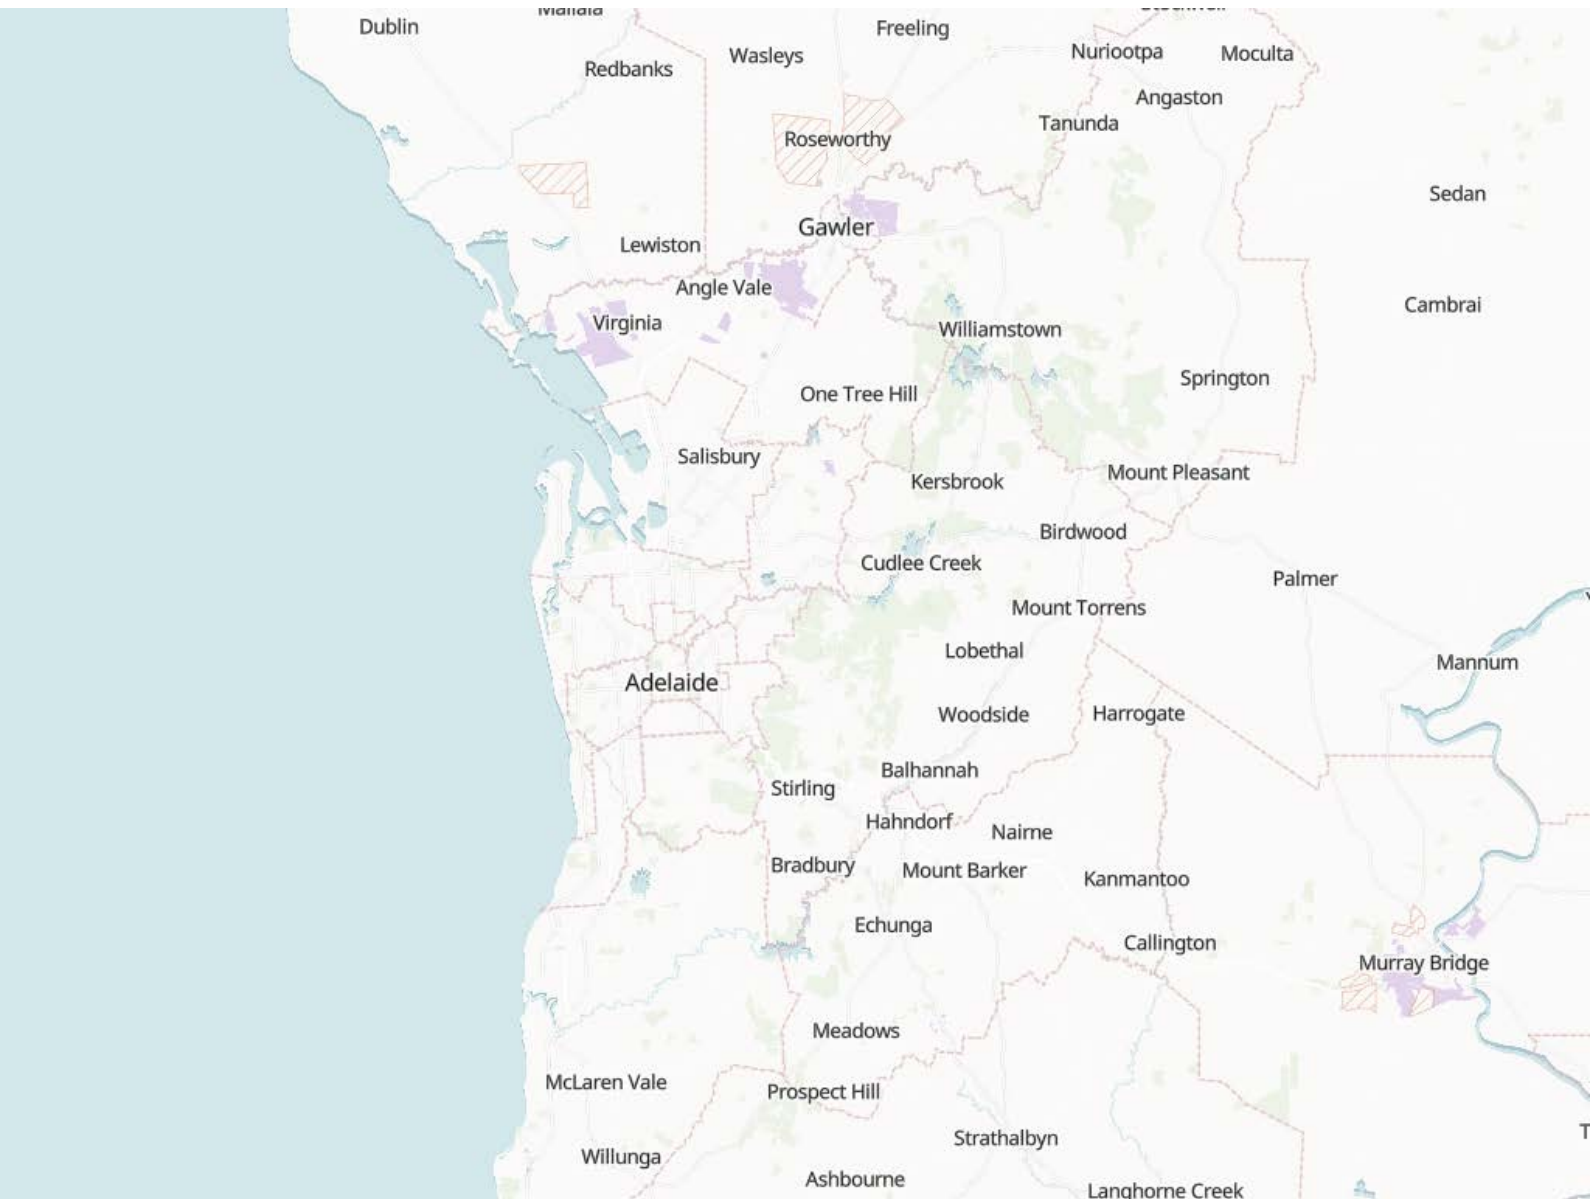 Mallala
Dublin
Freeling
Wasleys
Redbanks
Nuriootpa
Moculta
Angaston
Tanunda
Roseworthy
Sedan
Gawler
Lewiston
Angle Vale
Cambrai
Virginia
Williamstown
Springton
One Tree Hill
Salisbury
Mount Pleasant
Kersbrook
Birdwood
Cudlee Creek
Palmer
Mount Torrens
Lobethal
Mannum
Adelaide
Woodside
Harrogate
Balhannah
Stirling
Hahndorf
Nairne
Bradbury
Mount Barker
Kanmantoo
Echunga
Callington
Murray Bridge
Meadows
McLaren Vale
Prospect Hill
Strathalbyn
Willunga
Ashbourne
Langhorne Creek